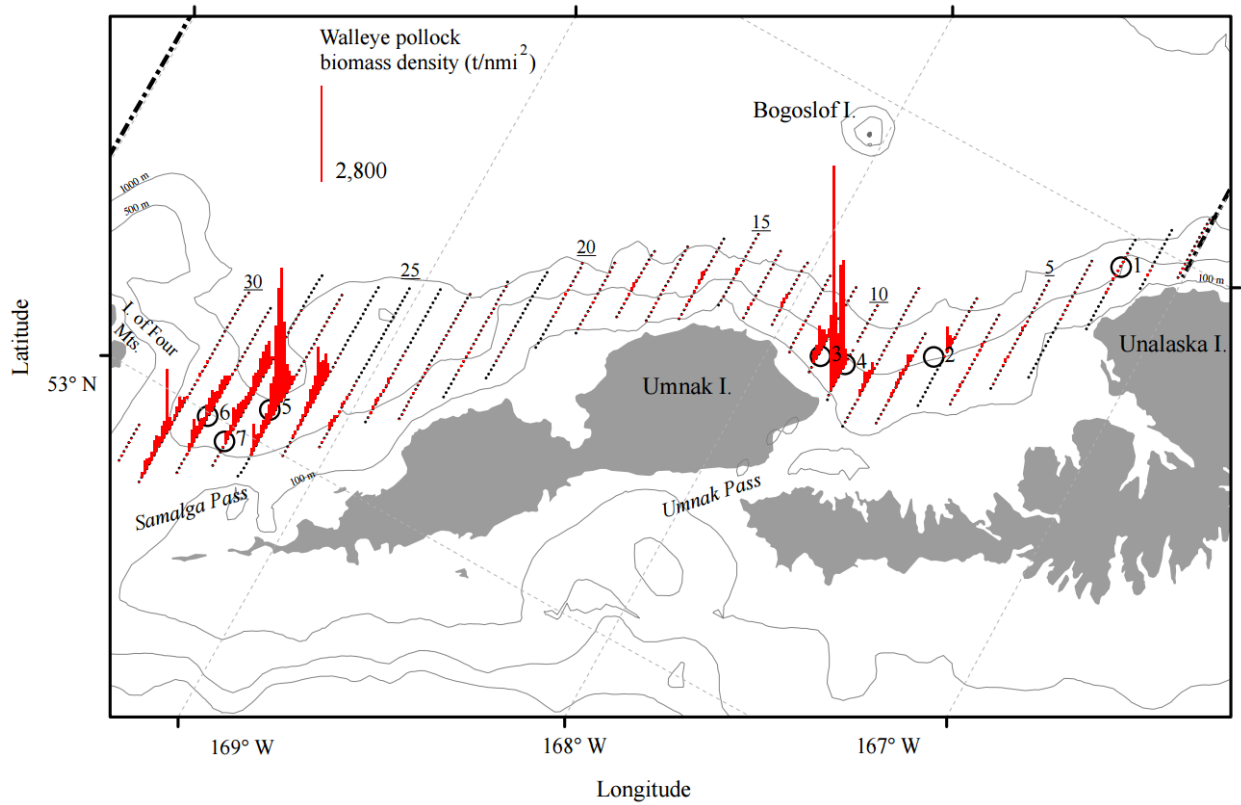 Walleye pollock
biomass density (t/nmi²)
2,800
Bogoslof I.
1000 m
500 m
15
20
25
30
10
5
1
100 m
I. of Four
Mts.
Unalaska I.
Umnak I.
3
4
2
6
5
7
Samalga Pass
100 m
Umnak Pass
Latitude
53° N
169° W
168° W
167° W
Longitude